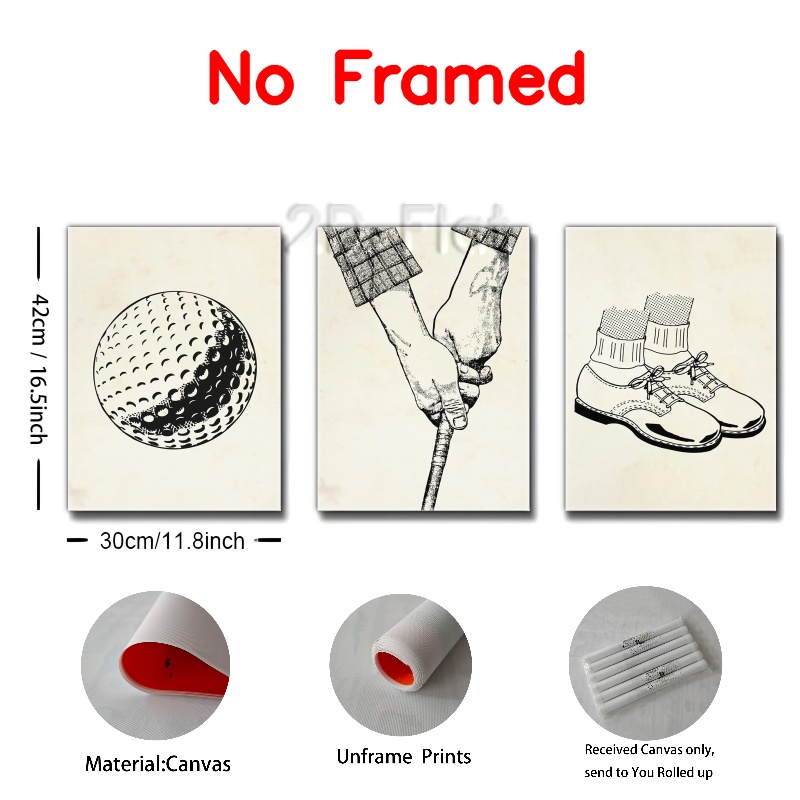 No Framed
2D Flat
42cm / 16.5inch
30cm/11.8inch
Material:Canvas
Unframe Prints
Received Canvas only,
send to You Rolled up